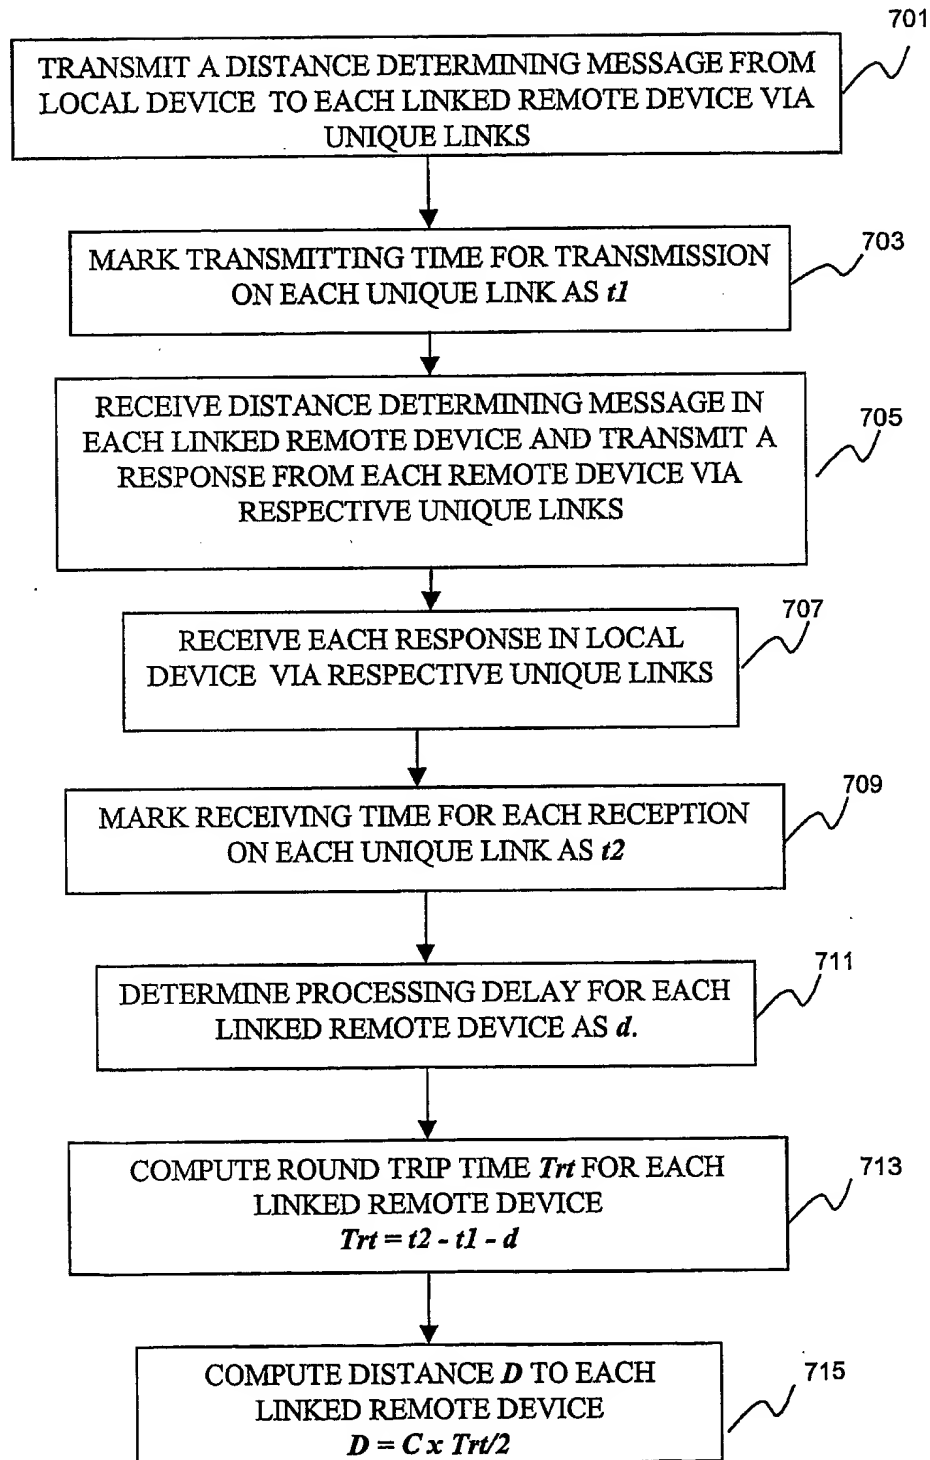 701
TRANSMIT A DISTANCE DETERMINING MESSAGE FROM
LOCAL DEVICE TO EACH LINKED REMOTE DEVICE VIA
UNIQUE LINKS
703
MARK TRANSMITTING TIME FOR TRANSMISSION
ON EACH UNIQUE LINK AS t1
705
RECEIVE DISTANCE DETERMINING MESSAGE IN
EACH LINKED REMOTE DEVICE AND TRANSMIT A
RESPONSE FROM EACH REMOTE DEVICE VIA
RESPECTIVE UNIQUE LINKS
707
RECEIVE EACH RESPONSE IN LOCAL
DEVICE VIA RESPECTIVE UNIQUE LINKS
709
MARK RECEIVING TIME FOR EACH RECEPTION
ON EACH UNIQUE LINK AS t2
711
DETERMINE PROCESSING DELAY FOR EACH
LINKED REMOTE DEVICE AS d.
713
COMPUTE ROUND TRIP TIME Trt FOR EACH
LINKED REMOTE DEVICE
Trt = t2 - t1 - d
715
COMPUTE DISTANCE D TO EACH
LINKED REMOTE DEVICE
D = C x Trt/2